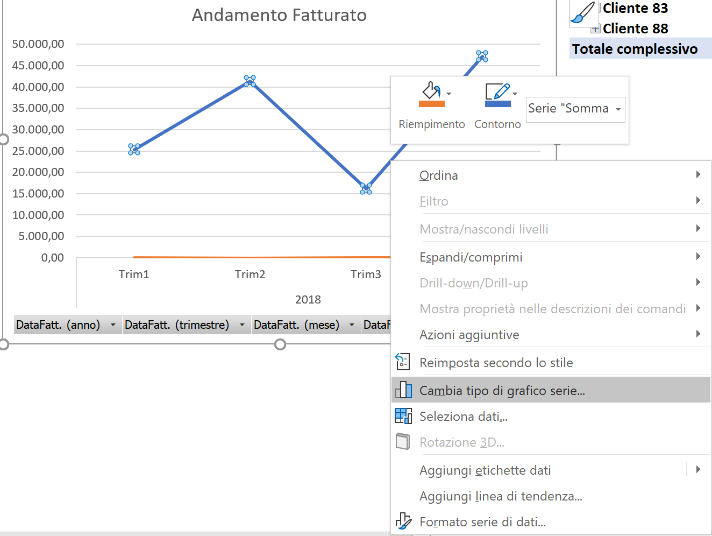 Andamento Fatturato
Cliente 83
Cliente 88
Totale complessivo
50.000,00
45.000,00
40.000,00
35.000,00
30.000,00
25.000,00
20.000,00
15.000,00
10.000,00
5.000,00
0,00
Trim1 Trim2 Trim3
2018
DataFatt. (anno) DataFatt. (trimestre) DataFatt. (mese)
Riempimento Contorno Serie "Somma
Ordina
Filtro
Mostra/nascondi livelli
Espandi/comprimi
Drill-down/Drill-up
Mostra proprietà nelle descrizioni dei comandi
Azioni aggiuntive
Reimposta secondo lo stile
Cambia tipo di grafico serie...
Seleziona dati...
Rotazione 3D...
Aggiungi etichette dati
Aggiungi linea di tendenza...
Formato serie di dati...